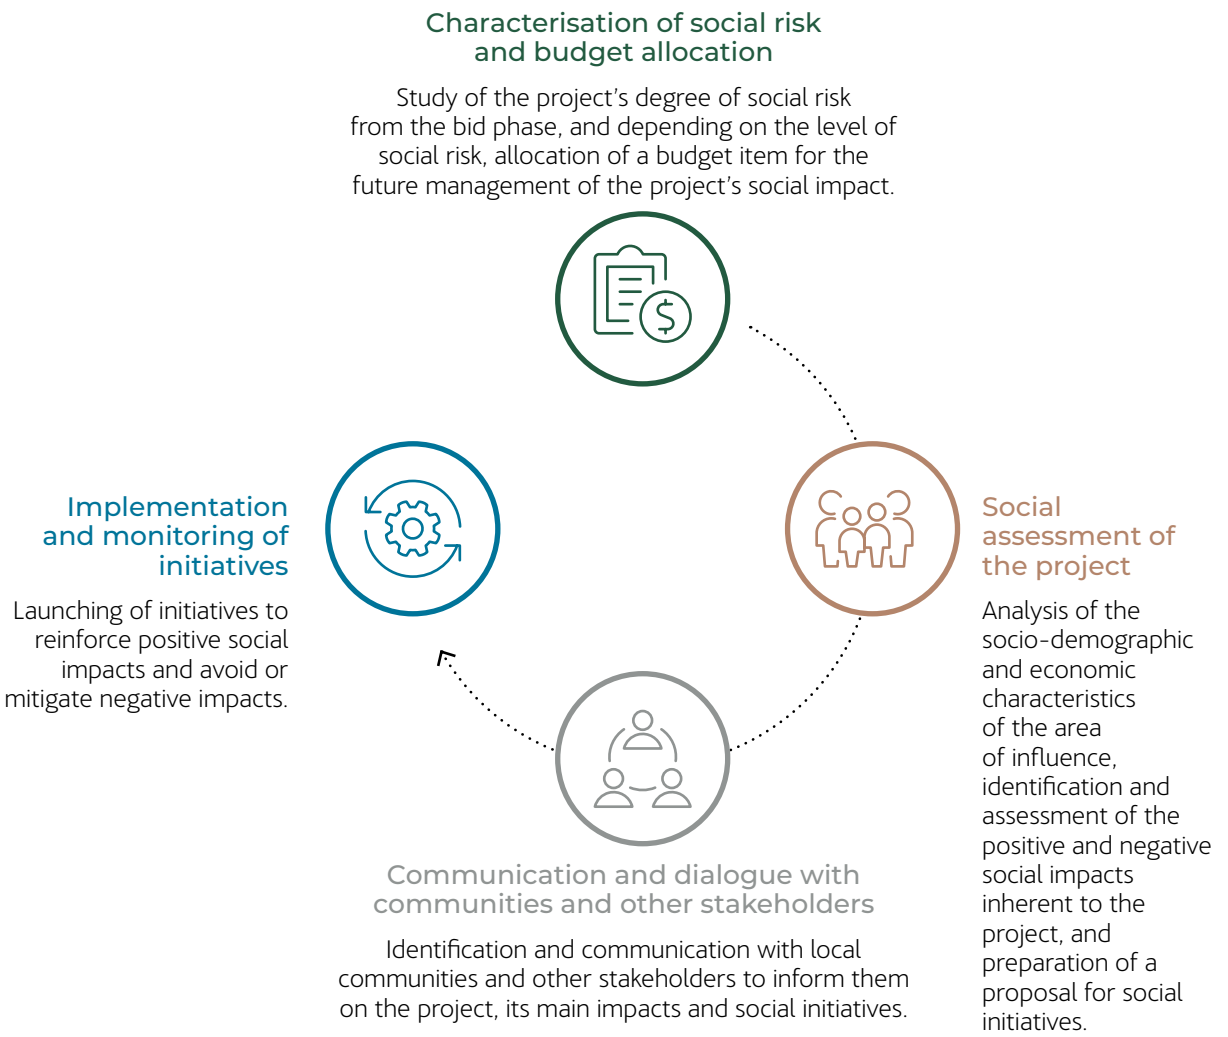 Characterisation of social risk
and budget allocation
Study of the project’s degree of social risk
from the bid phase, and depending on the level of
social risk, allocation of a budget item for the
future management of the project’s social impact.
$
Social
assessment of
the project
Analysis of the
socio-demographic
and economic
characteristics
of the area
of influence,
identification and
assessment of the
positive and negative
social impacts
inherent to the
project, and
preparation of a
proposal for social
initiatives.
Communication and dialogue with
communities and other stakeholders
Identification and communication with local
communities and other stakeholders to inform them
on the project, its main impacts and social initiatives.
Implementation
and monitoring of
initiatives
Launching of initiatives to
reinforce positive social
impacts and avoid or
mitigate negative impacts.